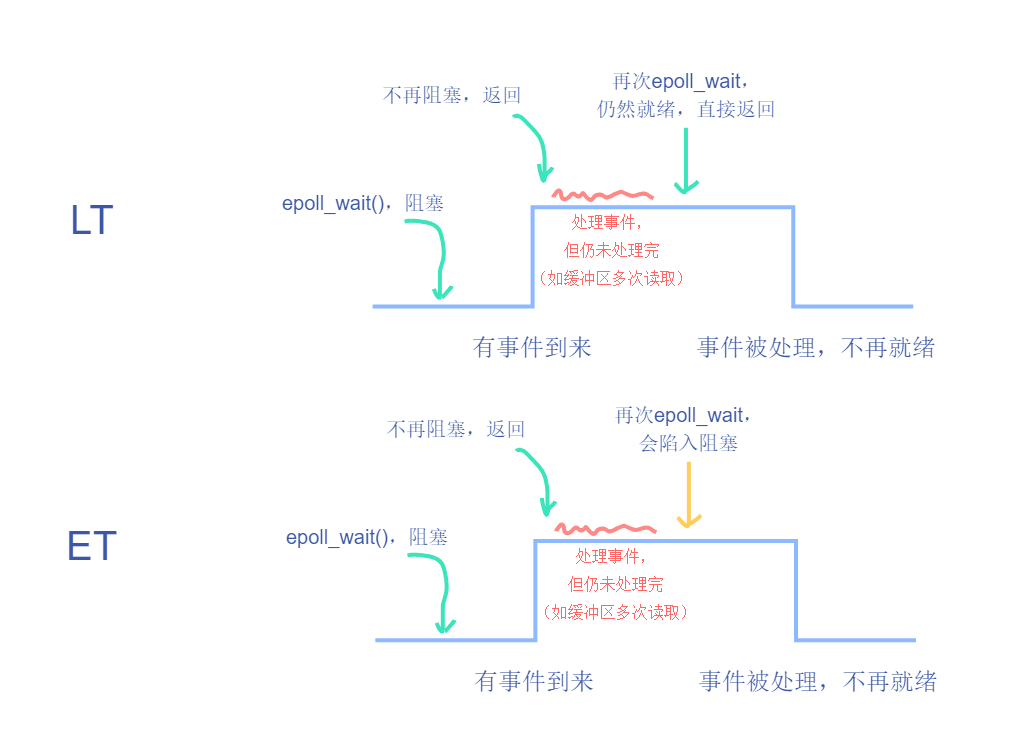 再次epoll_wait，
不再阻塞，返回
仍然就绪，直接返回
epoll_wait()，阻塞
LT
处理事件，
但仍未处理完
（如缓冲区多次读取）
有事件到来
事件被处理，不再就绪
再次epoll_wait，
不再阻塞，返回
会陷入阻塞
epoll_wait()，阻塞
ET
处理事件，
但仍未处理完
（如缓冲区多次读取）
有事件到来
事件被处理，不再就绪